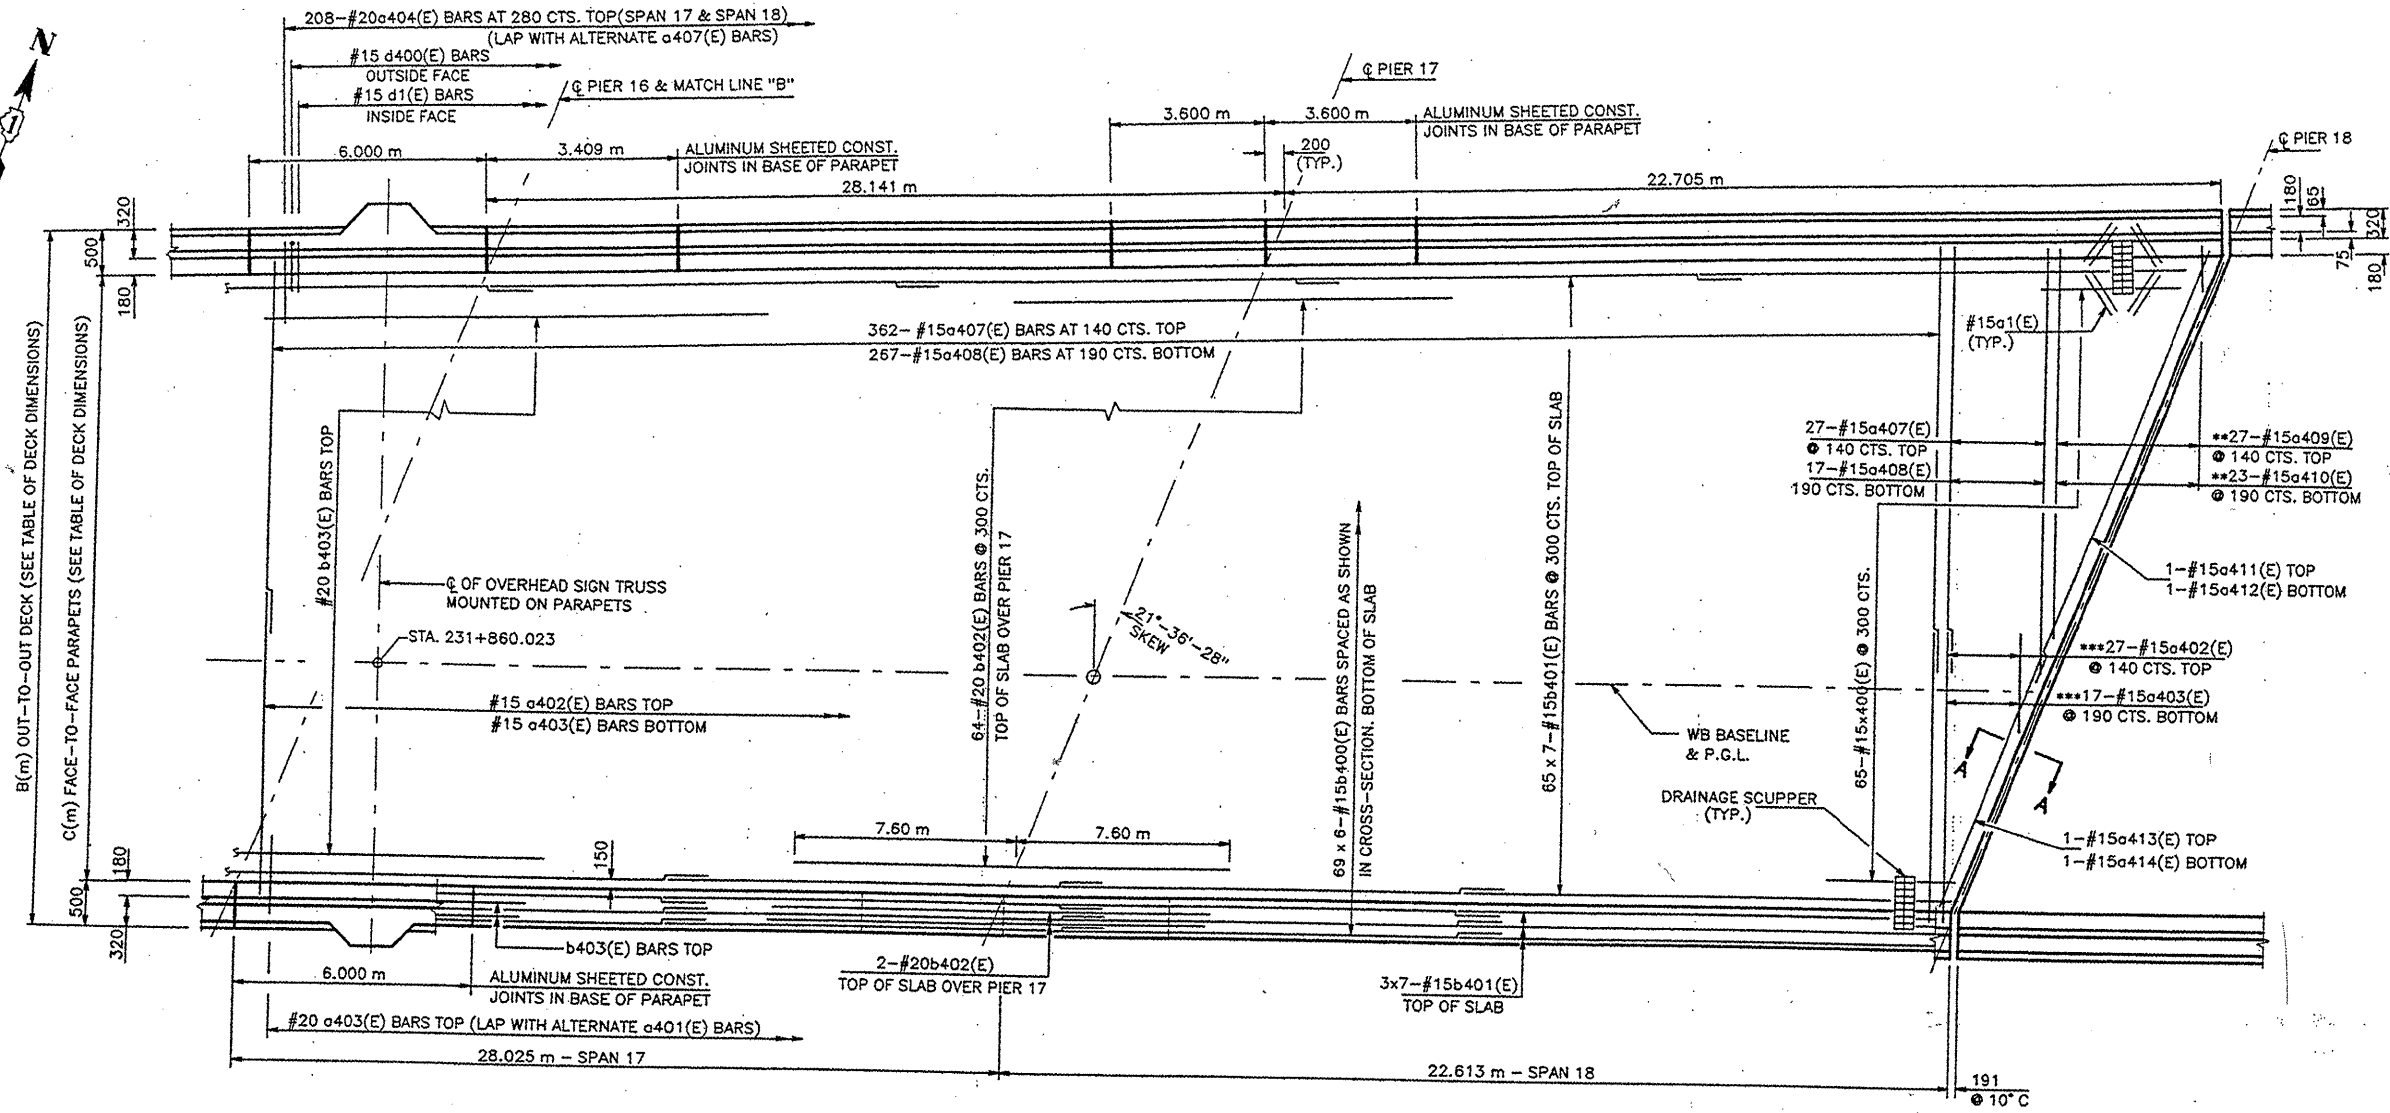 208-#20a404(E) BARS AT 280 CTS. TOP(SPAN 17 & SPAN 18)
(LAP WITH ALTERNATE a407(E) BARS)
N
1
#15 d400(E) BARS
OUTSIDE FACE
#15 d1(E) BARS
INSIDE FACE
℄ PIER 16 & MATCH LINE "B"
℄ PIER 17
3.600 m
3.600 m
ALUMINUM SHEETED CONST.
JOINTS IN BASE OF PARAPET
℄ PIER 18
6.000 m
3.409 m
ALUMINUM SHEETED CONST.
JOINTS IN BASE OF PARAPET
200
(TYP.)
28.141 m
22.705 m
180
65
320
75
180
320
500
180
362- #15a407(E) BARS AT 140 CTS. TOP
267-#15a408(E) BARS AT 190 CTS. BOTTOM
#15a1(E)
(TYP.)
B(m) OUT-TO-OUT DECK (SEE TABLE OF DECK DIMENSIONS)
C(m) FACE-TO-FACE PARAPETS (SEE TABLE OF DECK DIMENSIONS)
#20 b403(E) BARS TOP
64-#20 b402(E) BARS @ 300 CTS.
TOP OF SLAB OVER PIER 17
69 x 6-#15b400(E) BARS SPACED AS SHOWN
IN CROSS-SECTION. BOTTOM OF SLAB
65 x 7-#15b401(E) BARS @ 300 CTS. TOP OF SLAB
65-#15x400(E) @ 300 CTS.
27-#15a407(E)
@ 140 CTS. TOP
17-#15a408(E)
190 CTS. BOTTOM
**27-#15a409(E)
@ 140 CTS. TOP
**23-#15a410(E)
@ 190 CTS. BOTTOM
1-#15a411(E) TOP
1-#15a412(E) BOTTOM
℄ OF OVERHEAD SIGN TRUSS
MOUNTED ON PARAPETS
STA. 231+860.023
21°-36'-28"
SKEW
***27-#15a402(E)
@ 140 CTS. TOP
***17-#15a403(E)
@ 190 CTS. BOTTOM
#15 a402(E) BARS TOP
#15 a403(E) BARS BOTTOM
WB BASELINE
& P.G.L.
A
A
DRAINAGE SCUPPER
(TYP.)
7.60 m
7.60 m
1-#15a413(E) TOP
1-#15a414(E) BOTTOM
180
500
320
150
b403(E) BARS TOP
2-#20b402(E)
TOP OF SLAB OVER PIER 17
3x7-#15b401(E)
TOP OF SLAB
6.000 m
ALUMINUM SHEETED CONST.
JOINTS IN BASE OF PARAPET
#20 a403(E) BARS TOP (LAP WITH ALTERNATE a401(E) BARS)
28.025 m - SPAN 17
22.613 m - SPAN 18
191
@ 10° C